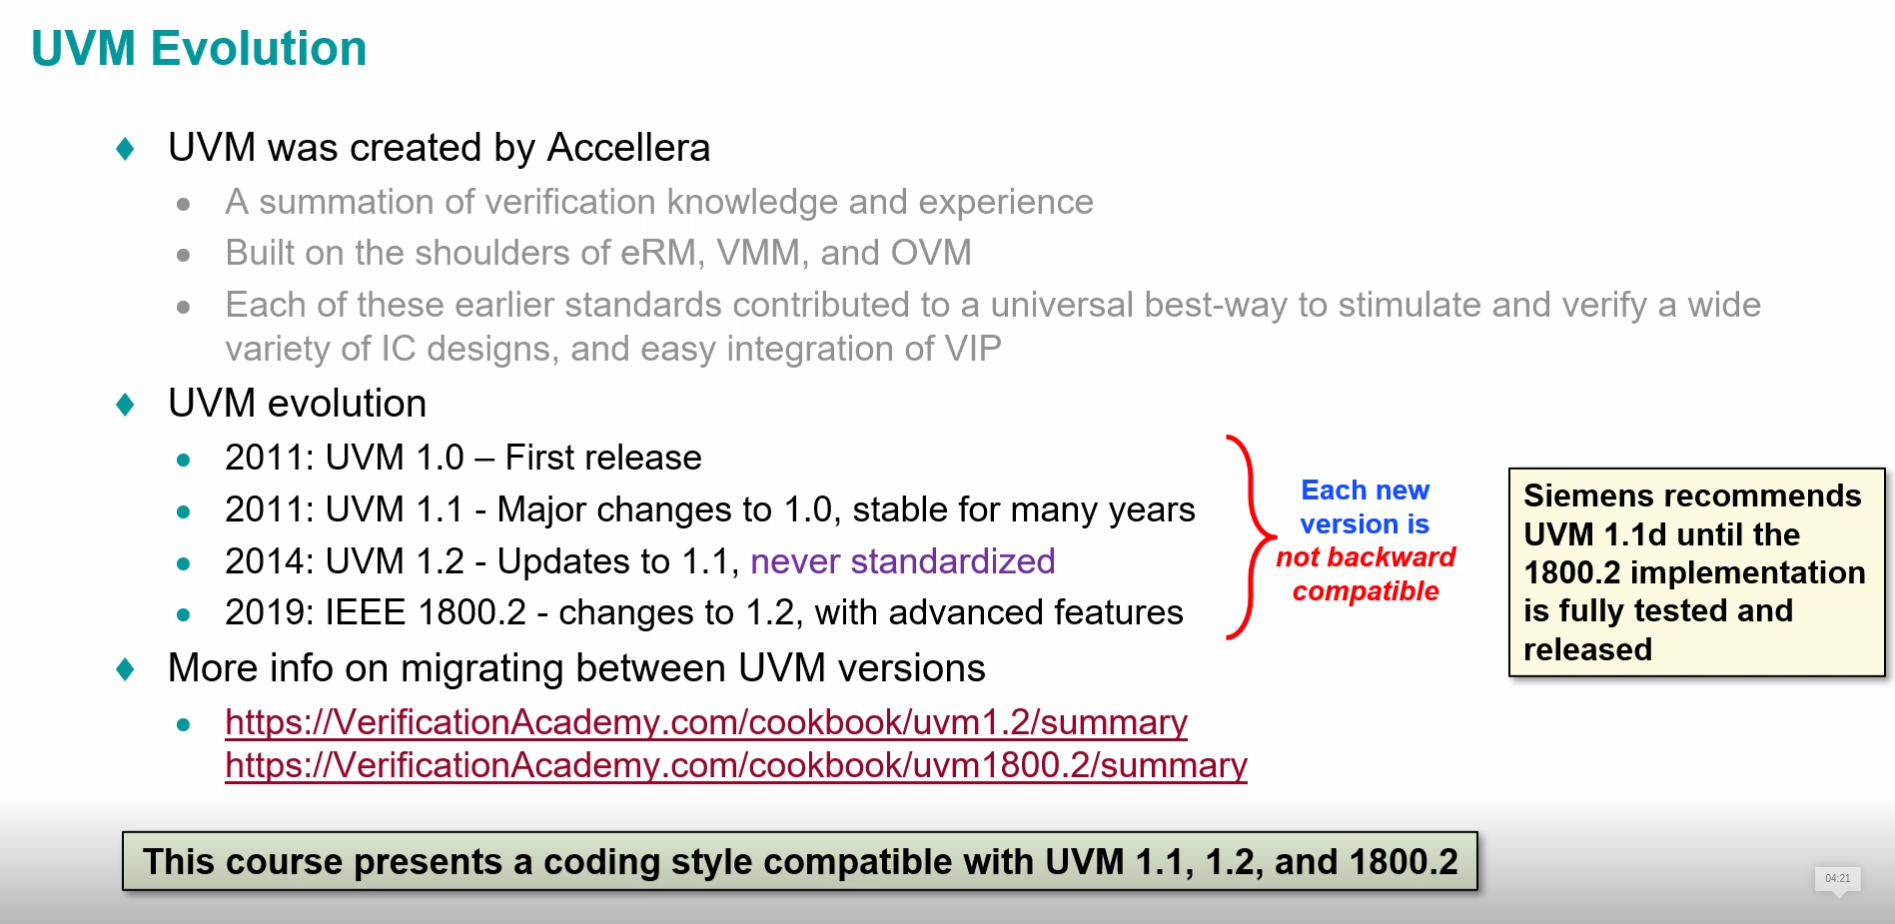 UVM Evolution
UVM was created by Accellera
A summation of verification knowledge and experience
Built on the shoulders of eRM, VMM, and OVM
Each of these earlier standards contributed to a universal best-way to stimulate and verify a wide
variety of IC designs, and easy integration of VIP
UVM evolution
2011: UVM 1.0 – First release
2011: UVM 1.1 - Major changes to 1.0, stable for many years
2014: UVM 1.2 - Updates to 1.1, never standardized
2019: IEEE 1800.2 - changes to 1.2, with advanced features
Each new
version is
not backward
compatible
Siemens recommends
UVM 1.1d until the
1800.2 implementation
is fully tested and
released
More info on migrating between UVM versions
https://VerificationAcademy.com/cookbook/uvm1.2/summary
https://VerificationAcademy.com/cookbook/uvm1800.2/summary
This course presents a coding style compatible with UVM 1.1, 1.2, and 1800.2
04:21